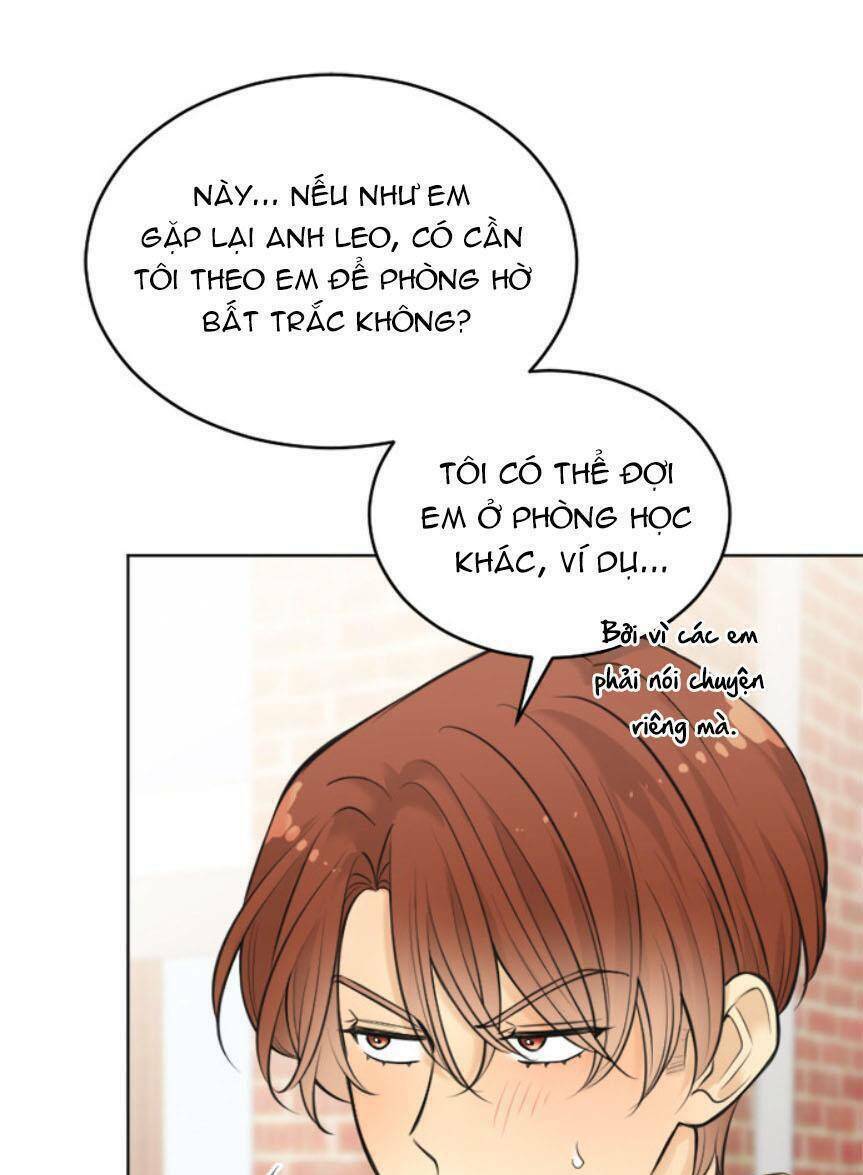 NÀY... NẾU NHƯ EM
GẶP LẠI ANH LEO, CÓ CẦN
TÔI THEO EM ĐỂ PHÒNG HỜ
BẤT TRẮC KHÔNG?
TÔI CÓ THỂ ĐỢI
EM Ở PHÒNG HỌC
KHÁC, VÍ DỤ...
Bởi vì các em
phải nói chuyện
riêng mà.